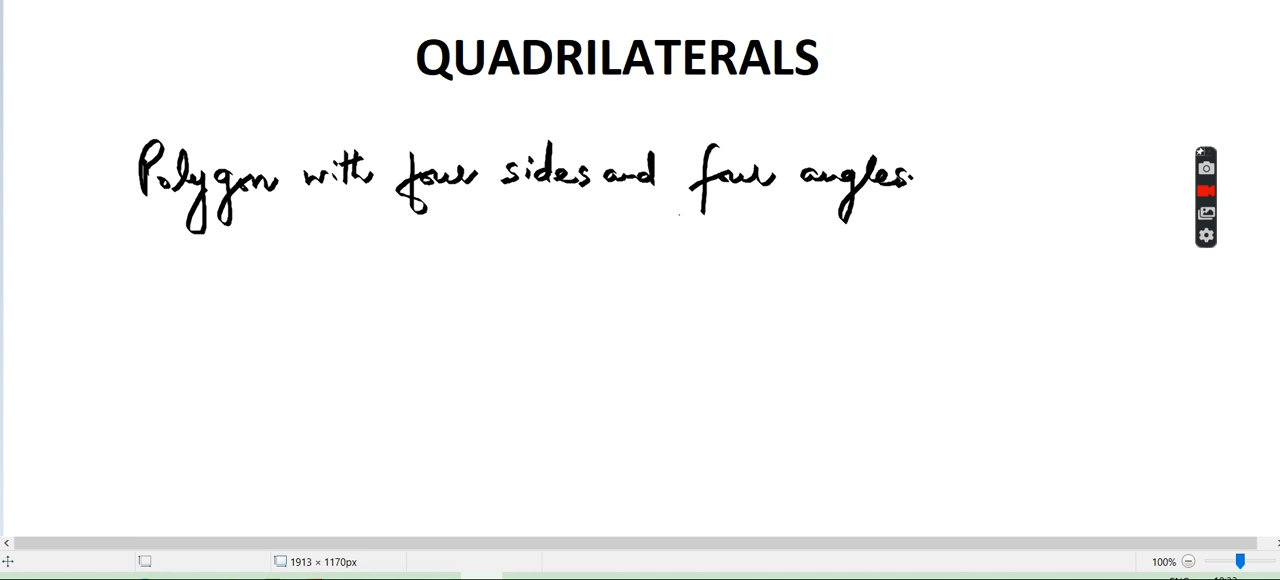 QUADRILATERALS
Polygon with four sides and four angles.
1913 × 1170px
100%